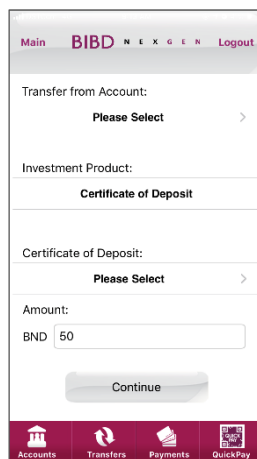 Main BIBD NEXGEN Logout
Transfer from Account:
Please Select
Investment Product:
Certificate of Deposit
Certificate of Deposit:
Please Select
Amount:
BND 50
Continue
QUICK PAY
Accounts Transfers Payments QuickPay